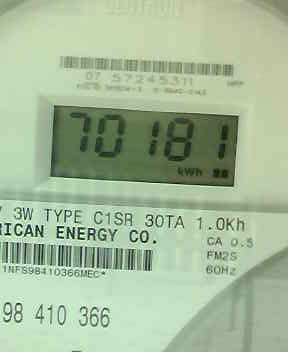 CENTRON
07 57245311
70181
kWh
V 3W TYPE C1SR 30TA 1.0Kh
RICAN ENERGY CO.
CA 0.5
FM2S
60Hz
1NFS98410366MEC*
98 410 366